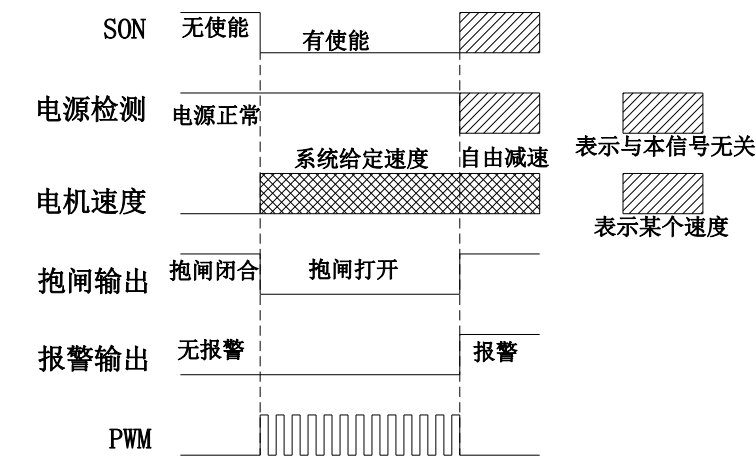 SON 无使能 有使能
电源检测 电源正常
表示与本信号无关
系统给定速度 自由减速
电机速度
表示某个速度
抱闸输出 抱闸闭合 抱闸打开
报警输出 无报警 报警
PWM